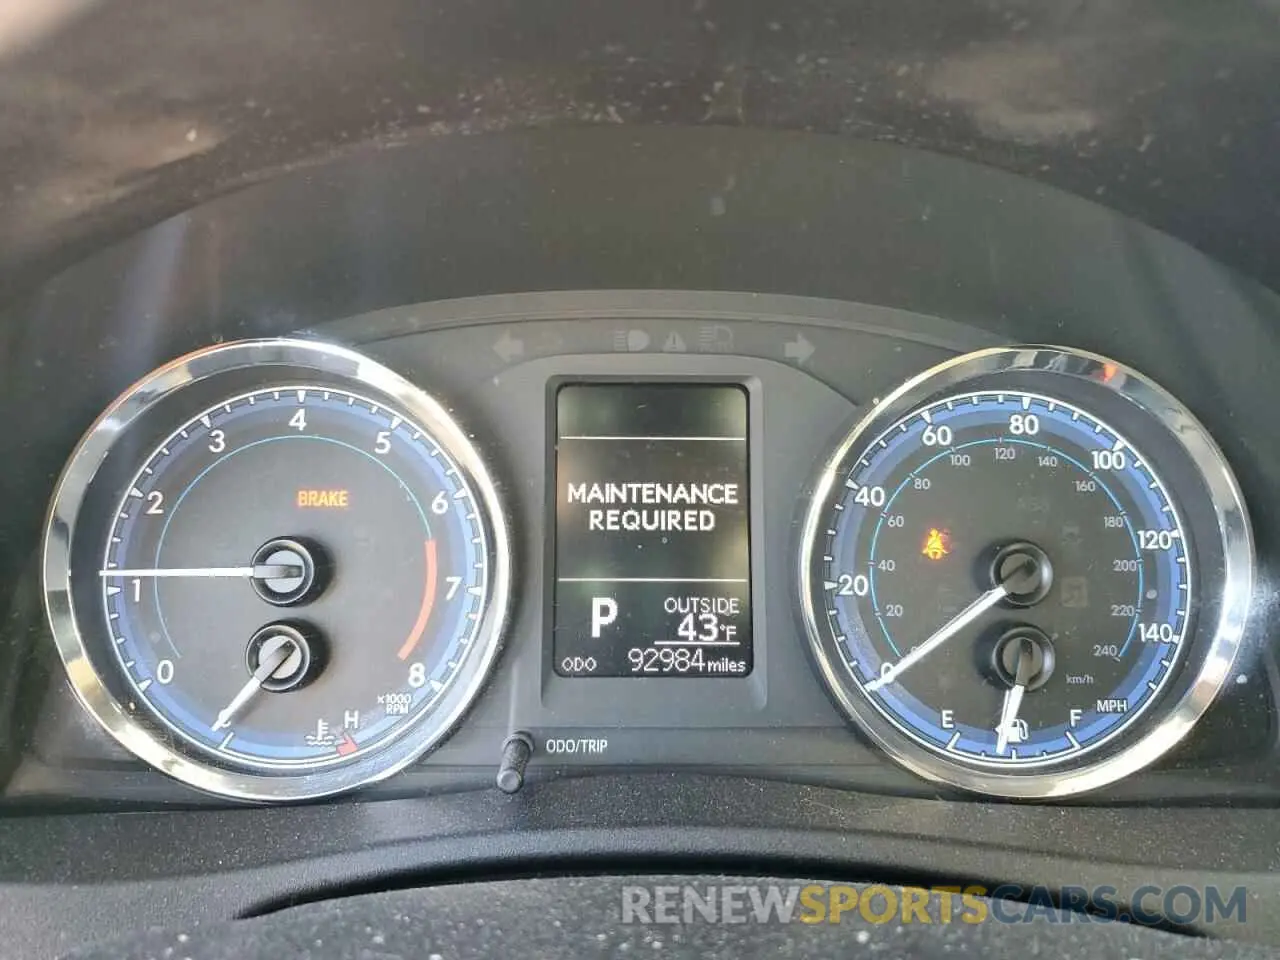 0 1 2 3 4 5 6 7 8
BRAKE
x1000
RPM
H
MAINTENANCE
REQUIRED
P
OUTSIDE
43°F
ODO 92984 miles
ODO/TRIP
0 20 40 60 80 100 120 140
20 40 60 80 100 120 140 160 180 200 220 240
km/h
MPH
E F
RENEWSPORTSCARS.COM